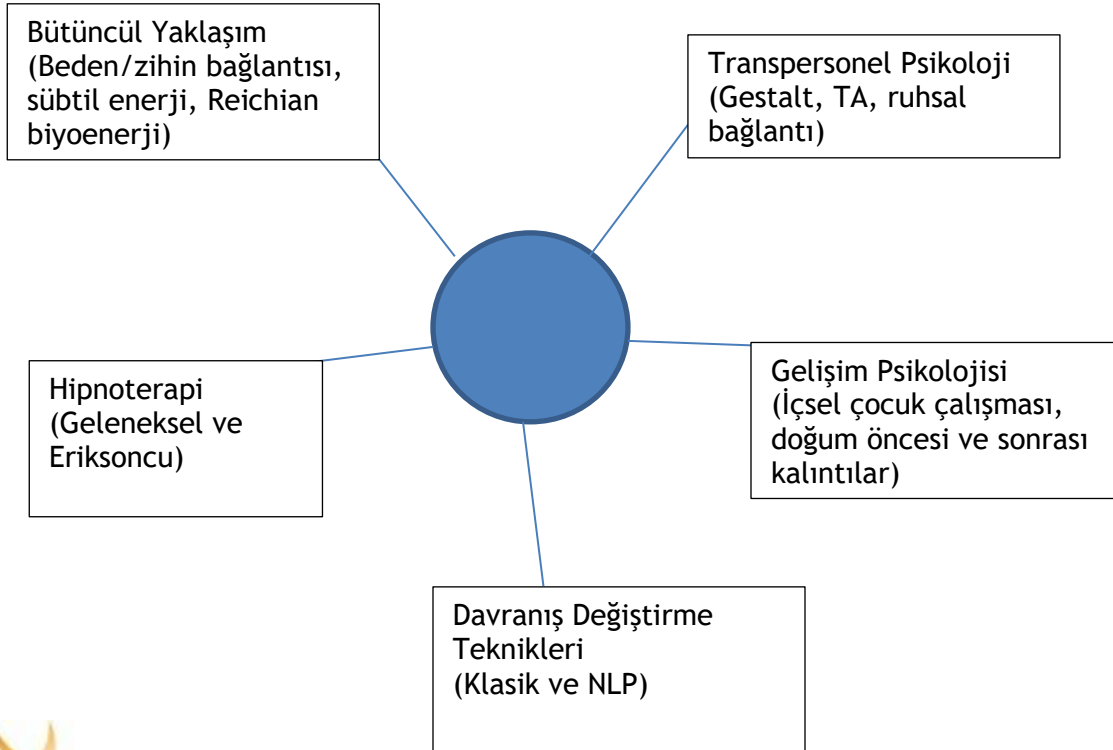 Bütüncül Yaklaşım
(Beden/zihin bağlantısı,
sübtil enerji, Reichian
biyoenerji)
Transpersonel Psikoloji
(Gestalt, TA, ruhsal
bağlantı)
Hipnoterapi
(Geleneksel ve
Eriksoncu)
Gelişim Psikolojisi
(İçsel çocuk çalışması,
doğum öncesi ve sonrası
kalıntılar)
Davranış Değiştirme
Teknikleri
(Klasik ve NLP)